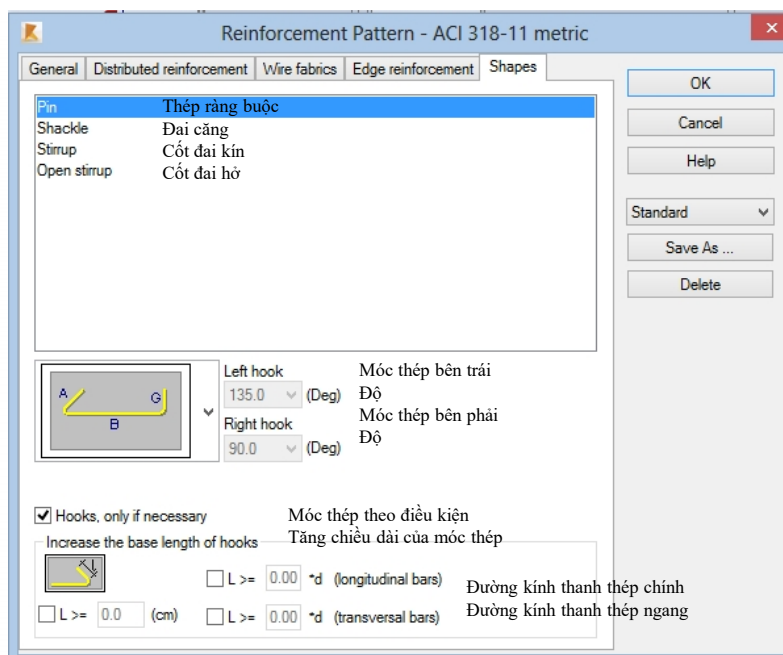 Reinforcement Pattern - ACI 318-11 metric
General Distributed reinforcement Wire fabrics Edge reinforcement Shapes
OK
Cancel
Help
Standard
Save As ...
Delete
Pin Thép ràng buộc
Shackle Đai căng
Stirrup Cốt đai kín
Open stirrup Cốt đai hở
A G
B
Left hook Móc thép bên trái
135.0 (Deg) Độ
Right hook Móc thép bên phải
90.0 (Deg) Độ
Hooks, only if necessary Móc thép theo điều kiện
Increase the base length of hooks Tăng chiều dài của móc thép
L >= 0.00 *d (longitudinal bars) Đường kính thanh thép chính
L >= 0.0 (cm) L >= 0.00 *d (transversal bars) Đường kính thanh thép ngang